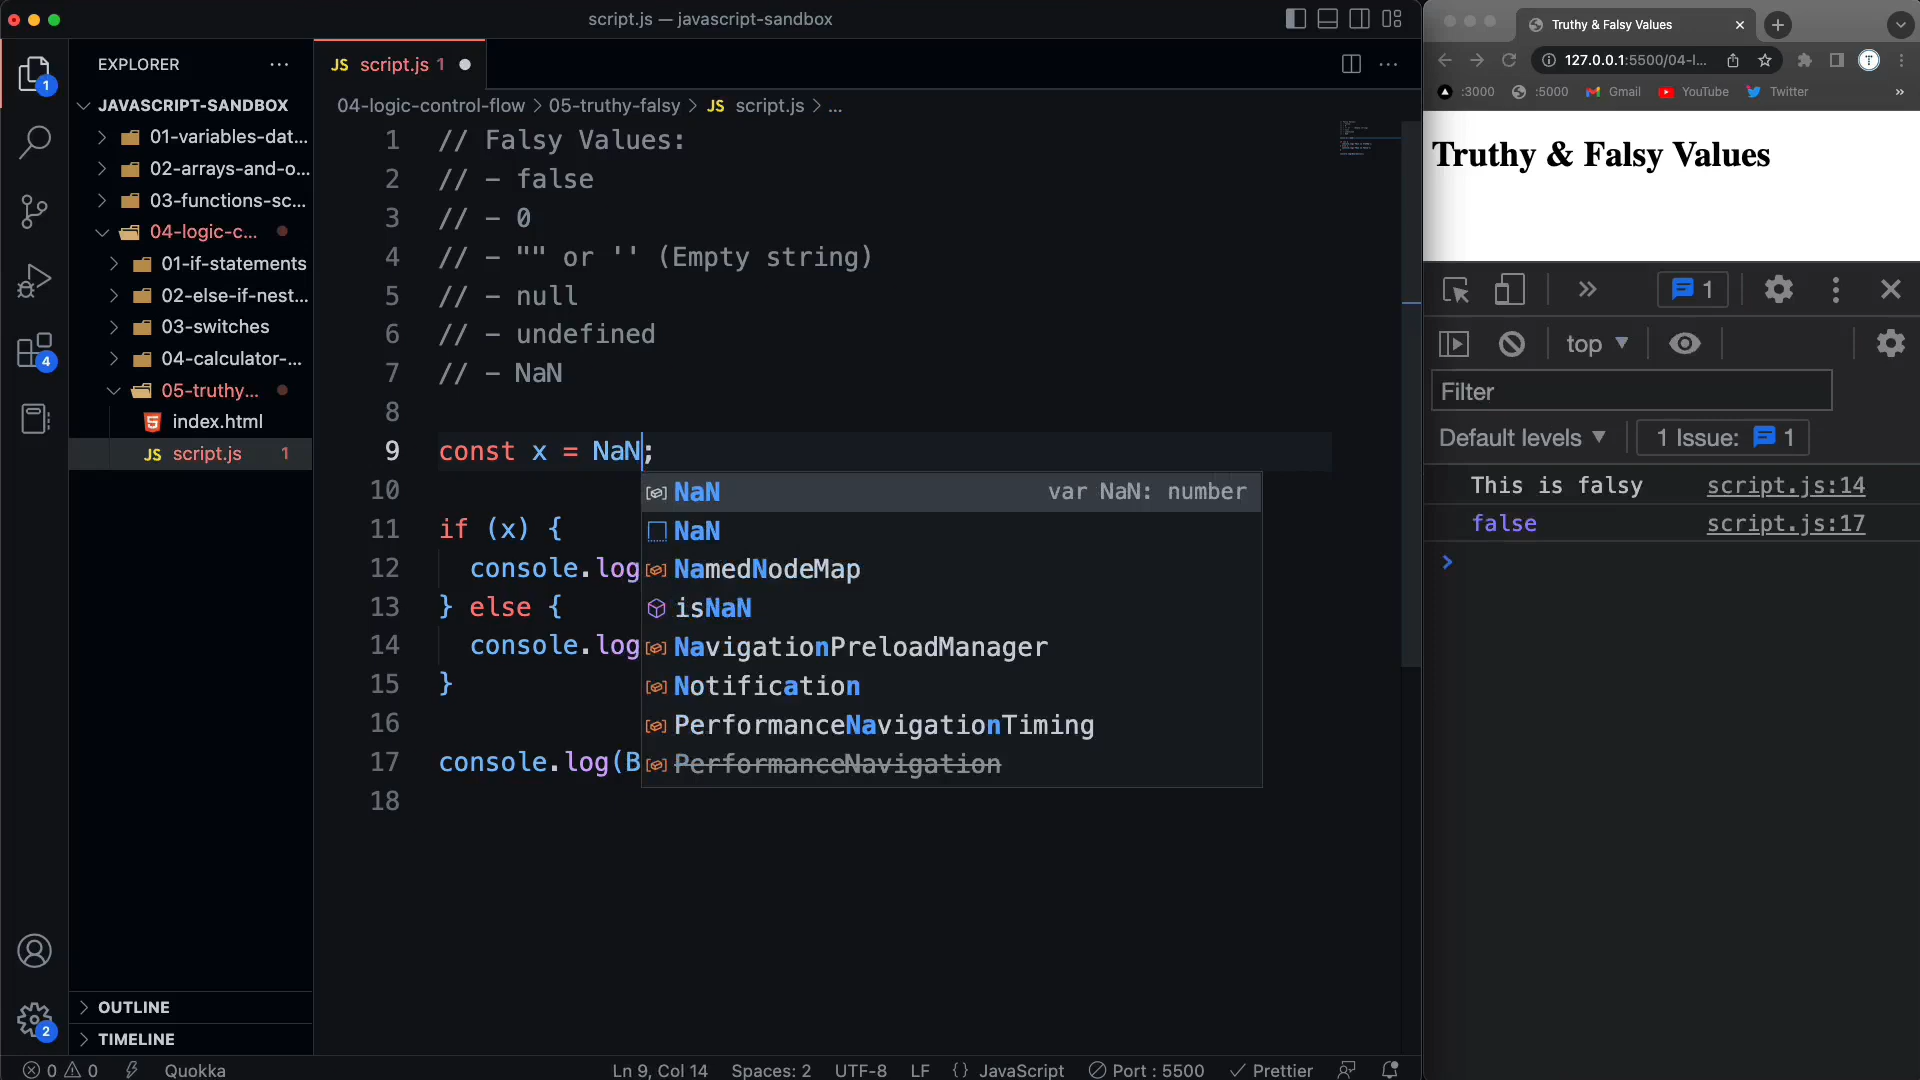 script.js — javascript-sandbox
EXPLORER
JAVASCRIPT-SANDBOX
01-variables-dat...
02-arrays-and-o...
03-functions-sc...
04-logic-c...
01-if-statements
02-else-if-nest...
03-switches
04-calculator-...
05-truthy...
index.html
JS script.js 1
OUTLINE
TIMELINE
1
4
2
JS script.js 1
04-logic-control-flow > 05-truthy-falsy > JS script.js > ...
1 // Falsy Values:
2 // - false
3 // - 0
4 // - "" or '' (Empty string)
5 // - null
6 // - undefined
7 // - NaN
8
9 const x = NaN;
10
11 if (x) {
12 console.log
13 } else {
14 console.log
15 }
16
17 console.log(B
18
NaN var NaN: number
NaN
NamedNodeMap
isNaN
NavigationPreloadManager
Notification
PerformanceNavigationTiming
PerformanceNavigation
0 0 Quokka Ln 9, Col 14 Spaces: 2 UTF-8 LF {} JavaScript Port : 5500 Prettier
Truthy & Falsy Values
127.0.0.1:5500/04-l...
T
:3000 :5000 Gmail YouTube Twitter »
Truthy & Falsy Values
1
top
Filter
Default levels 1 Issue: 1
This is falsy script.js:14
false script.js:17